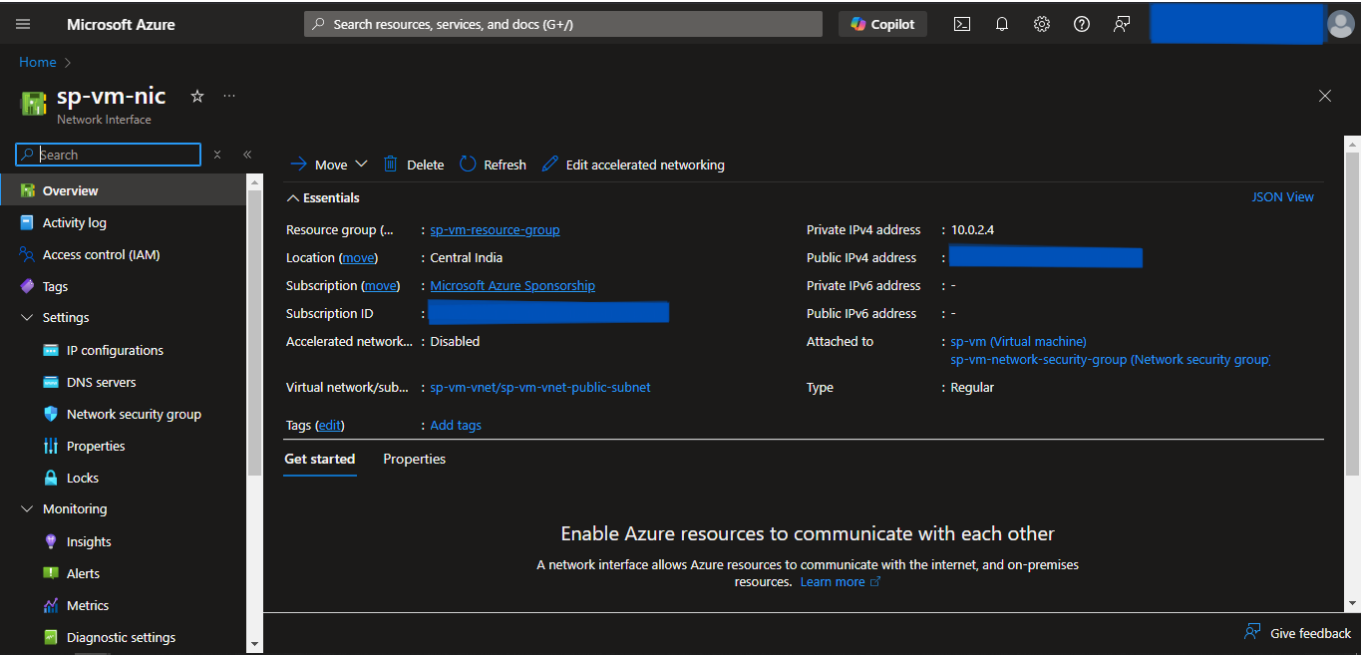 Microsoft Azure
Search resources, services, and docs (G+/)
Copilot
Home >
sp-vm-nic
Network Interface
Search
Overview
Activity log
Access control (IAM)
Tags
Settings
IP configurations
DNS servers
Network security group
Properties
Locks
Monitoring
Insights
Alerts
Metrics
Diagnostic settings
Move
Delete
Refresh
Edit accelerated networking
Essentials
JSON View
Resource group (... : sp-vm-resource-group
Location (move) : Central India
Subscription (move) : Microsoft Azure Sponsorship
Subscription ID :
Accelerated network... : Disabled
Virtual network/sub... : sp-vm-vnet/sp-vm-vnet-public-subnet
Tags (edit) : Add tags
Private IPv4 address : 10.0.2.4
Public IPv4 address :
Private IPv6 address : -
Public IPv6 address : -
Attached to : sp-vm (Virtual machine)
sp-vm-network-security-group (Network security group)
Type : Regular
Get started
Properties
Enable Azure resources to communicate with each other
A network interface allows Azure resources to communicate with the internet, and on-premises
resources. Learn more
Give feedback